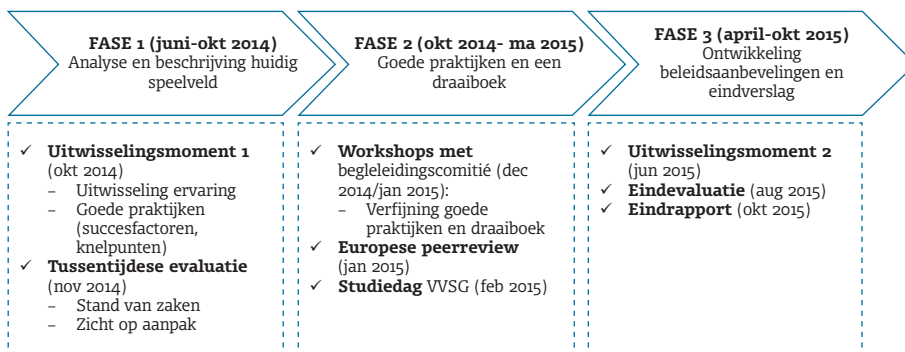 FASE 1 (juni-okt 2014)
Analyse en beschrijving huidig
speelveld
FASE 2 (okt 2014- ma 2015)
Goede praktijken en een
draaiboek
FASE 3 (april-okt 2015)
Ontwikkeling
beleidsaanbevelingen en
eindverslag
✓ Uitwisselingsmoment 1
(okt 2014)
– Uitwisseling ervaring
– Goede praktijken
(succesfactoren,
knelpunten)
✓ Tussentijdese evaluatie
(nov 2014)
– Stand van zaken
– Zicht op aanpak
✓ Workshops met
begleleidingscomitié (dec
2014/jan 2015):
– Verfijning goede
praktijken en draaiboek
✓ Europese peerreview
(jan 2015)
✓ Studiedag VVSG (feb 2015)
✓ Uitwisselingsmoment 2
(jun 2015)
✓ Eindevaluatie (aug 2015)
✓ Eindrapport (okt 2015)